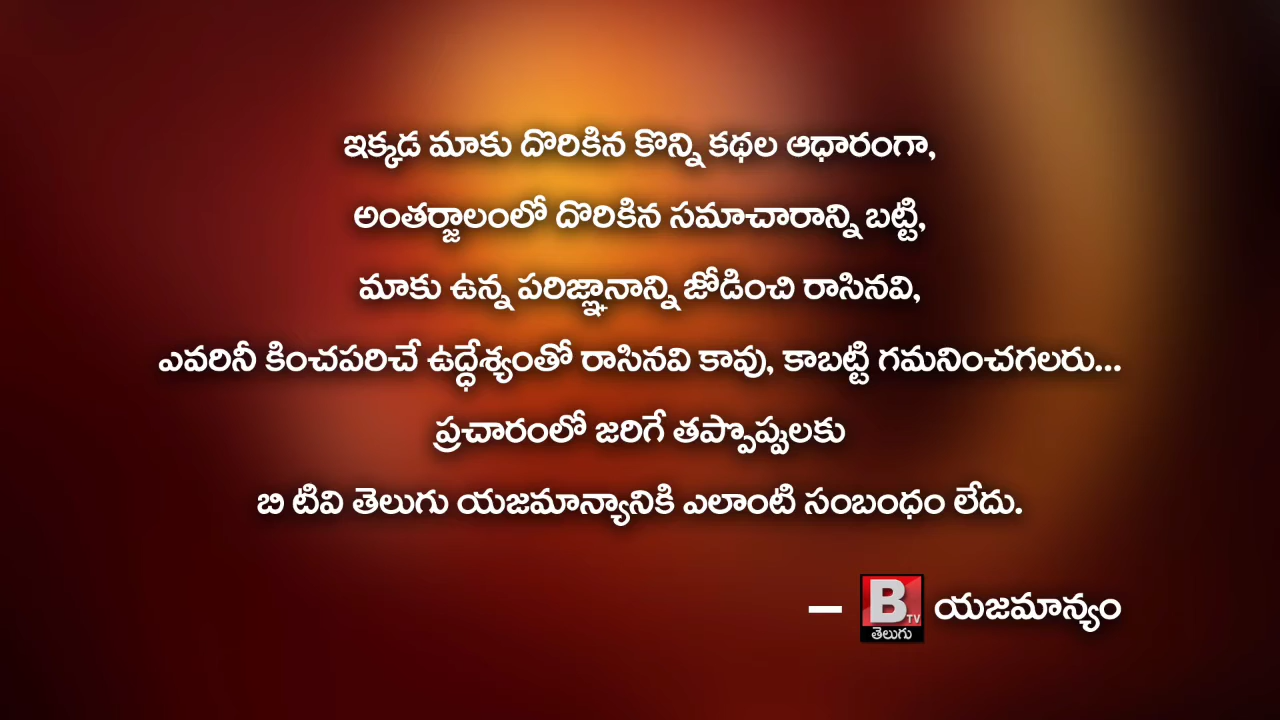 ఇక్కడ మాకు దొరికిన కొన్ని కథల ఆధారంగా,
అంతర్జాలంలో దొరికిన సమాచారాన్ని బట్టి,
మాకు ఉన్న పరిజ్ఞానాన్ని జోడించి రాసినవి,
ఎవరినీ కించపరిచే ఉద్ధేశ్యంతో రాసినవి కావు, కాబట్టి గమనించగలరు...
ప్రచారంలో జరిగే తప్పొప్పులకు
బి టివి తెలుగు యజమాన్యానికి ఎలాంటి సంబంధం లేదు.
– B TV తెలుగు యజమాన్యం